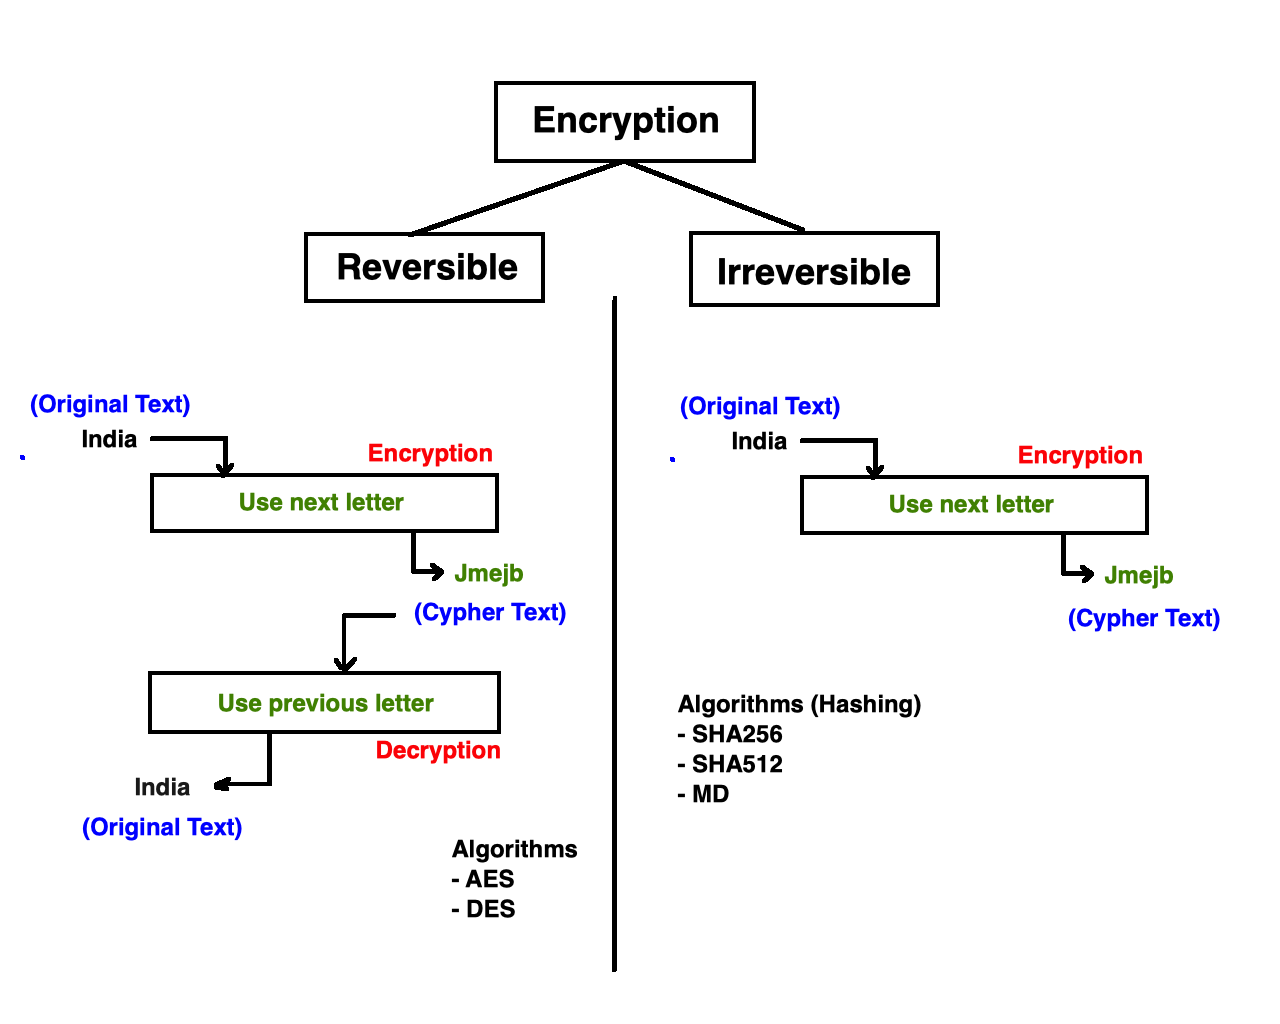 Encryption
Reversible
Irreversible
(Original Text)
India
Encryption
Use next letter
Jmejb
(Cypher Text)
Use previous letter
Decryption
India
(Original Text)
Algorithms
- AES
- DES
(Original Text)
India
Encryption
Use next letter
Jmejb
(Cypher Text)
Algorithms (Hashing)
- SHA256
- SHA512
- MD